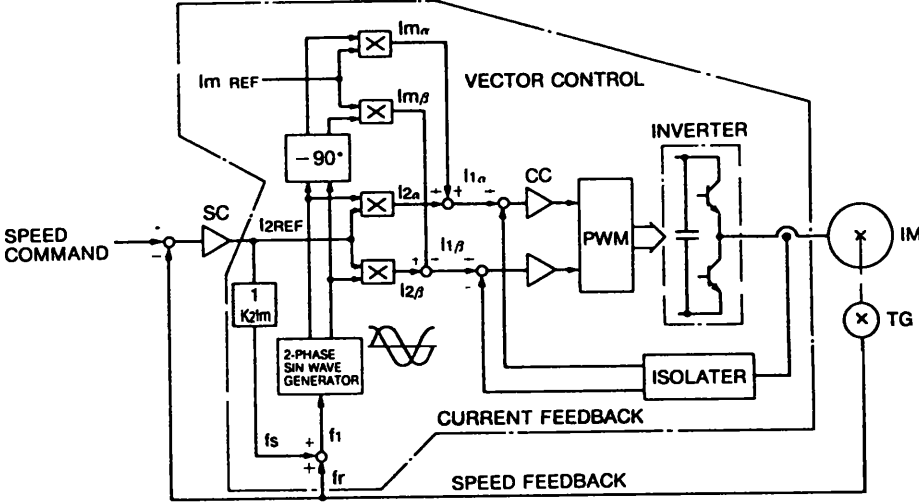 Imα
Im REF
VECTOR CONTROL
Imβ
INVERTER
−90°
I1α
CC
SC
I2α
I2REF
SPEED
COMMAND
PWM
IM
I1β
I2β
1
K2Im
TG
2-PHASE
SIN WAVE
GENERATOR
ISOLATER
CURRENT FEEDBACK
fs
f1
fr
SPEED FEEDBACK